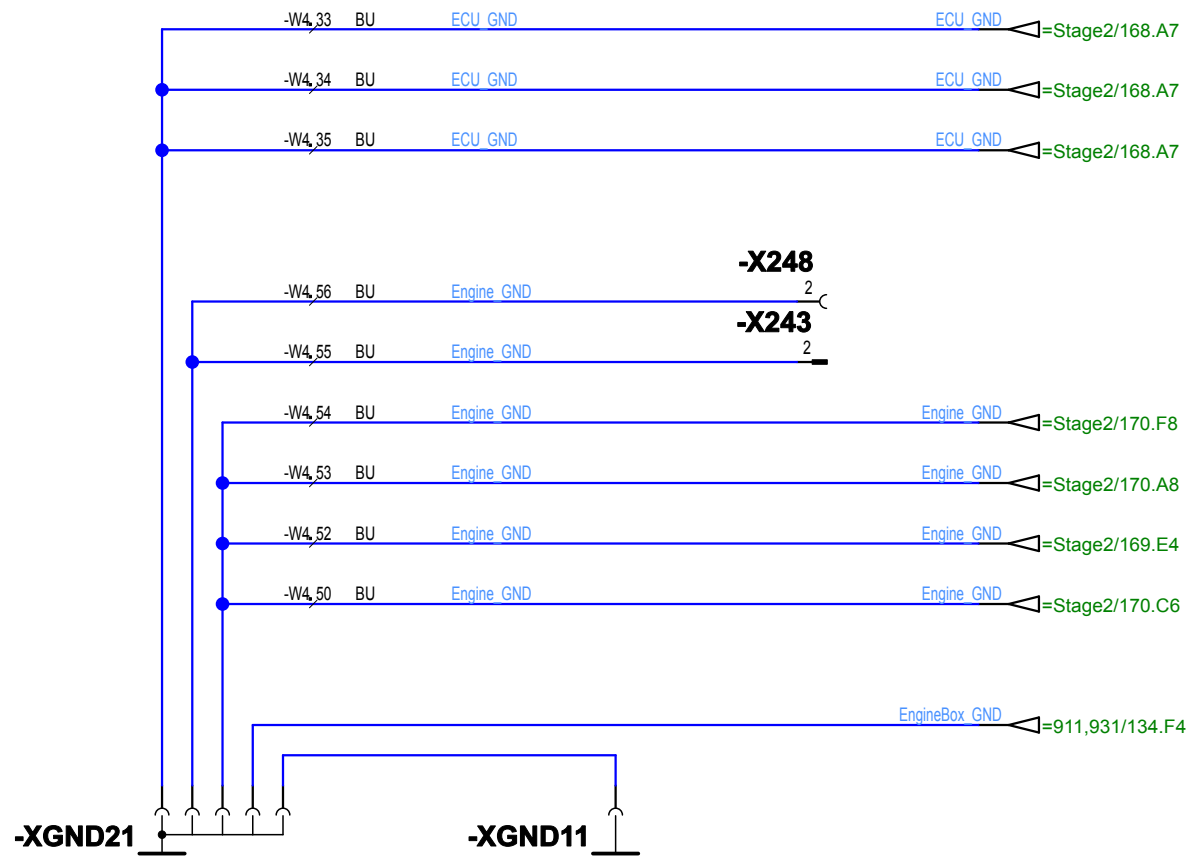 -W4.33 BU ECU_GND ECU_GND =Stage2/168.A7
-W4.34 BU ECU_GND ECU_GND =Stage2/168.A7
-W4.35 BU ECU_GND ECU_GND =Stage2/168.A7
-X248
-W4.56 BU Engine_GND 2
-X243
-W4.55 BU Engine_GND 2
-W4.54 BU Engine_GND Engine_GND =Stage2/170.F8
-W4.53 BU Engine_GND Engine_GND =Stage2/170.A8
-W4.52 BU Engine_GND Engine_GND =Stage2/169.E4
-W4.50 BU Engine_GND Engine_GND =Stage2/170.C6
EngineBox_GND =911,931/134.F4
-XGND21 -XGND11